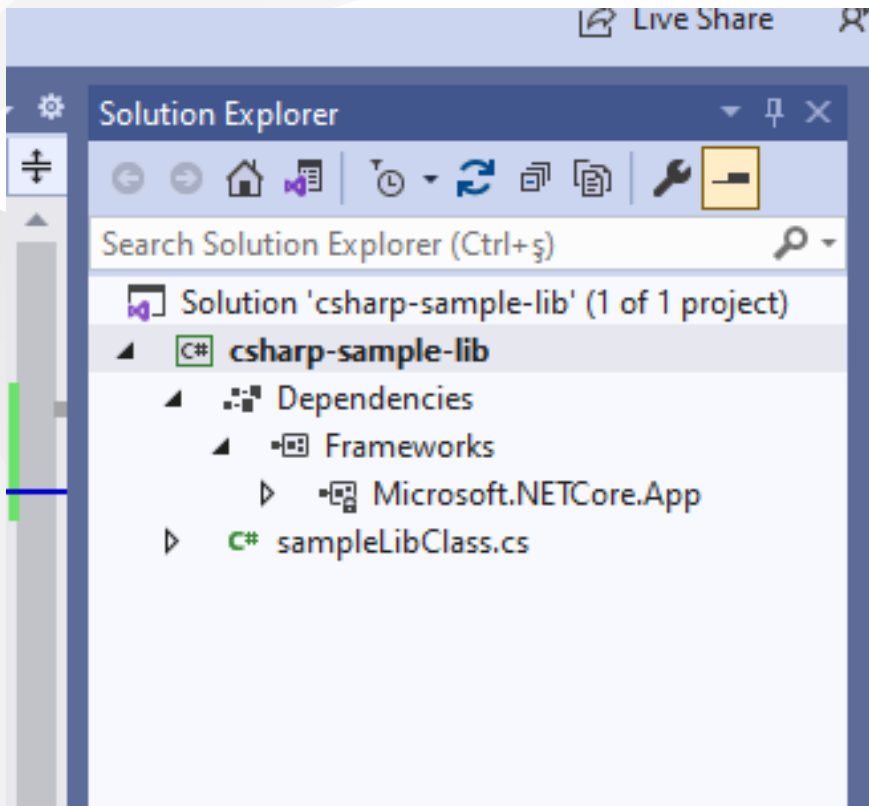 Live Share
Solution Explorer
Search Solution Explorer (Ctrl+ş)
Solution 'csharp-sample-lib' (1 of 1 project)
C# csharp-sample-lib
Dependencies
Frameworks
Microsoft.NETCore.App
C# sampleLibClass.cs